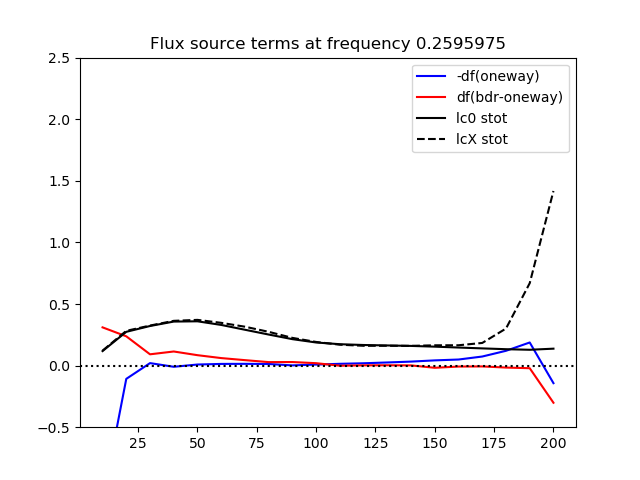 Flux source terms at frequency 0.2595975
-df(oneway)
df(bdr-oneway)
lc0 stot
lcX stot
2.5
2.0
1.5
1.0
0.5
0.0
−0.5
25 50 75 100 125 150 175 200